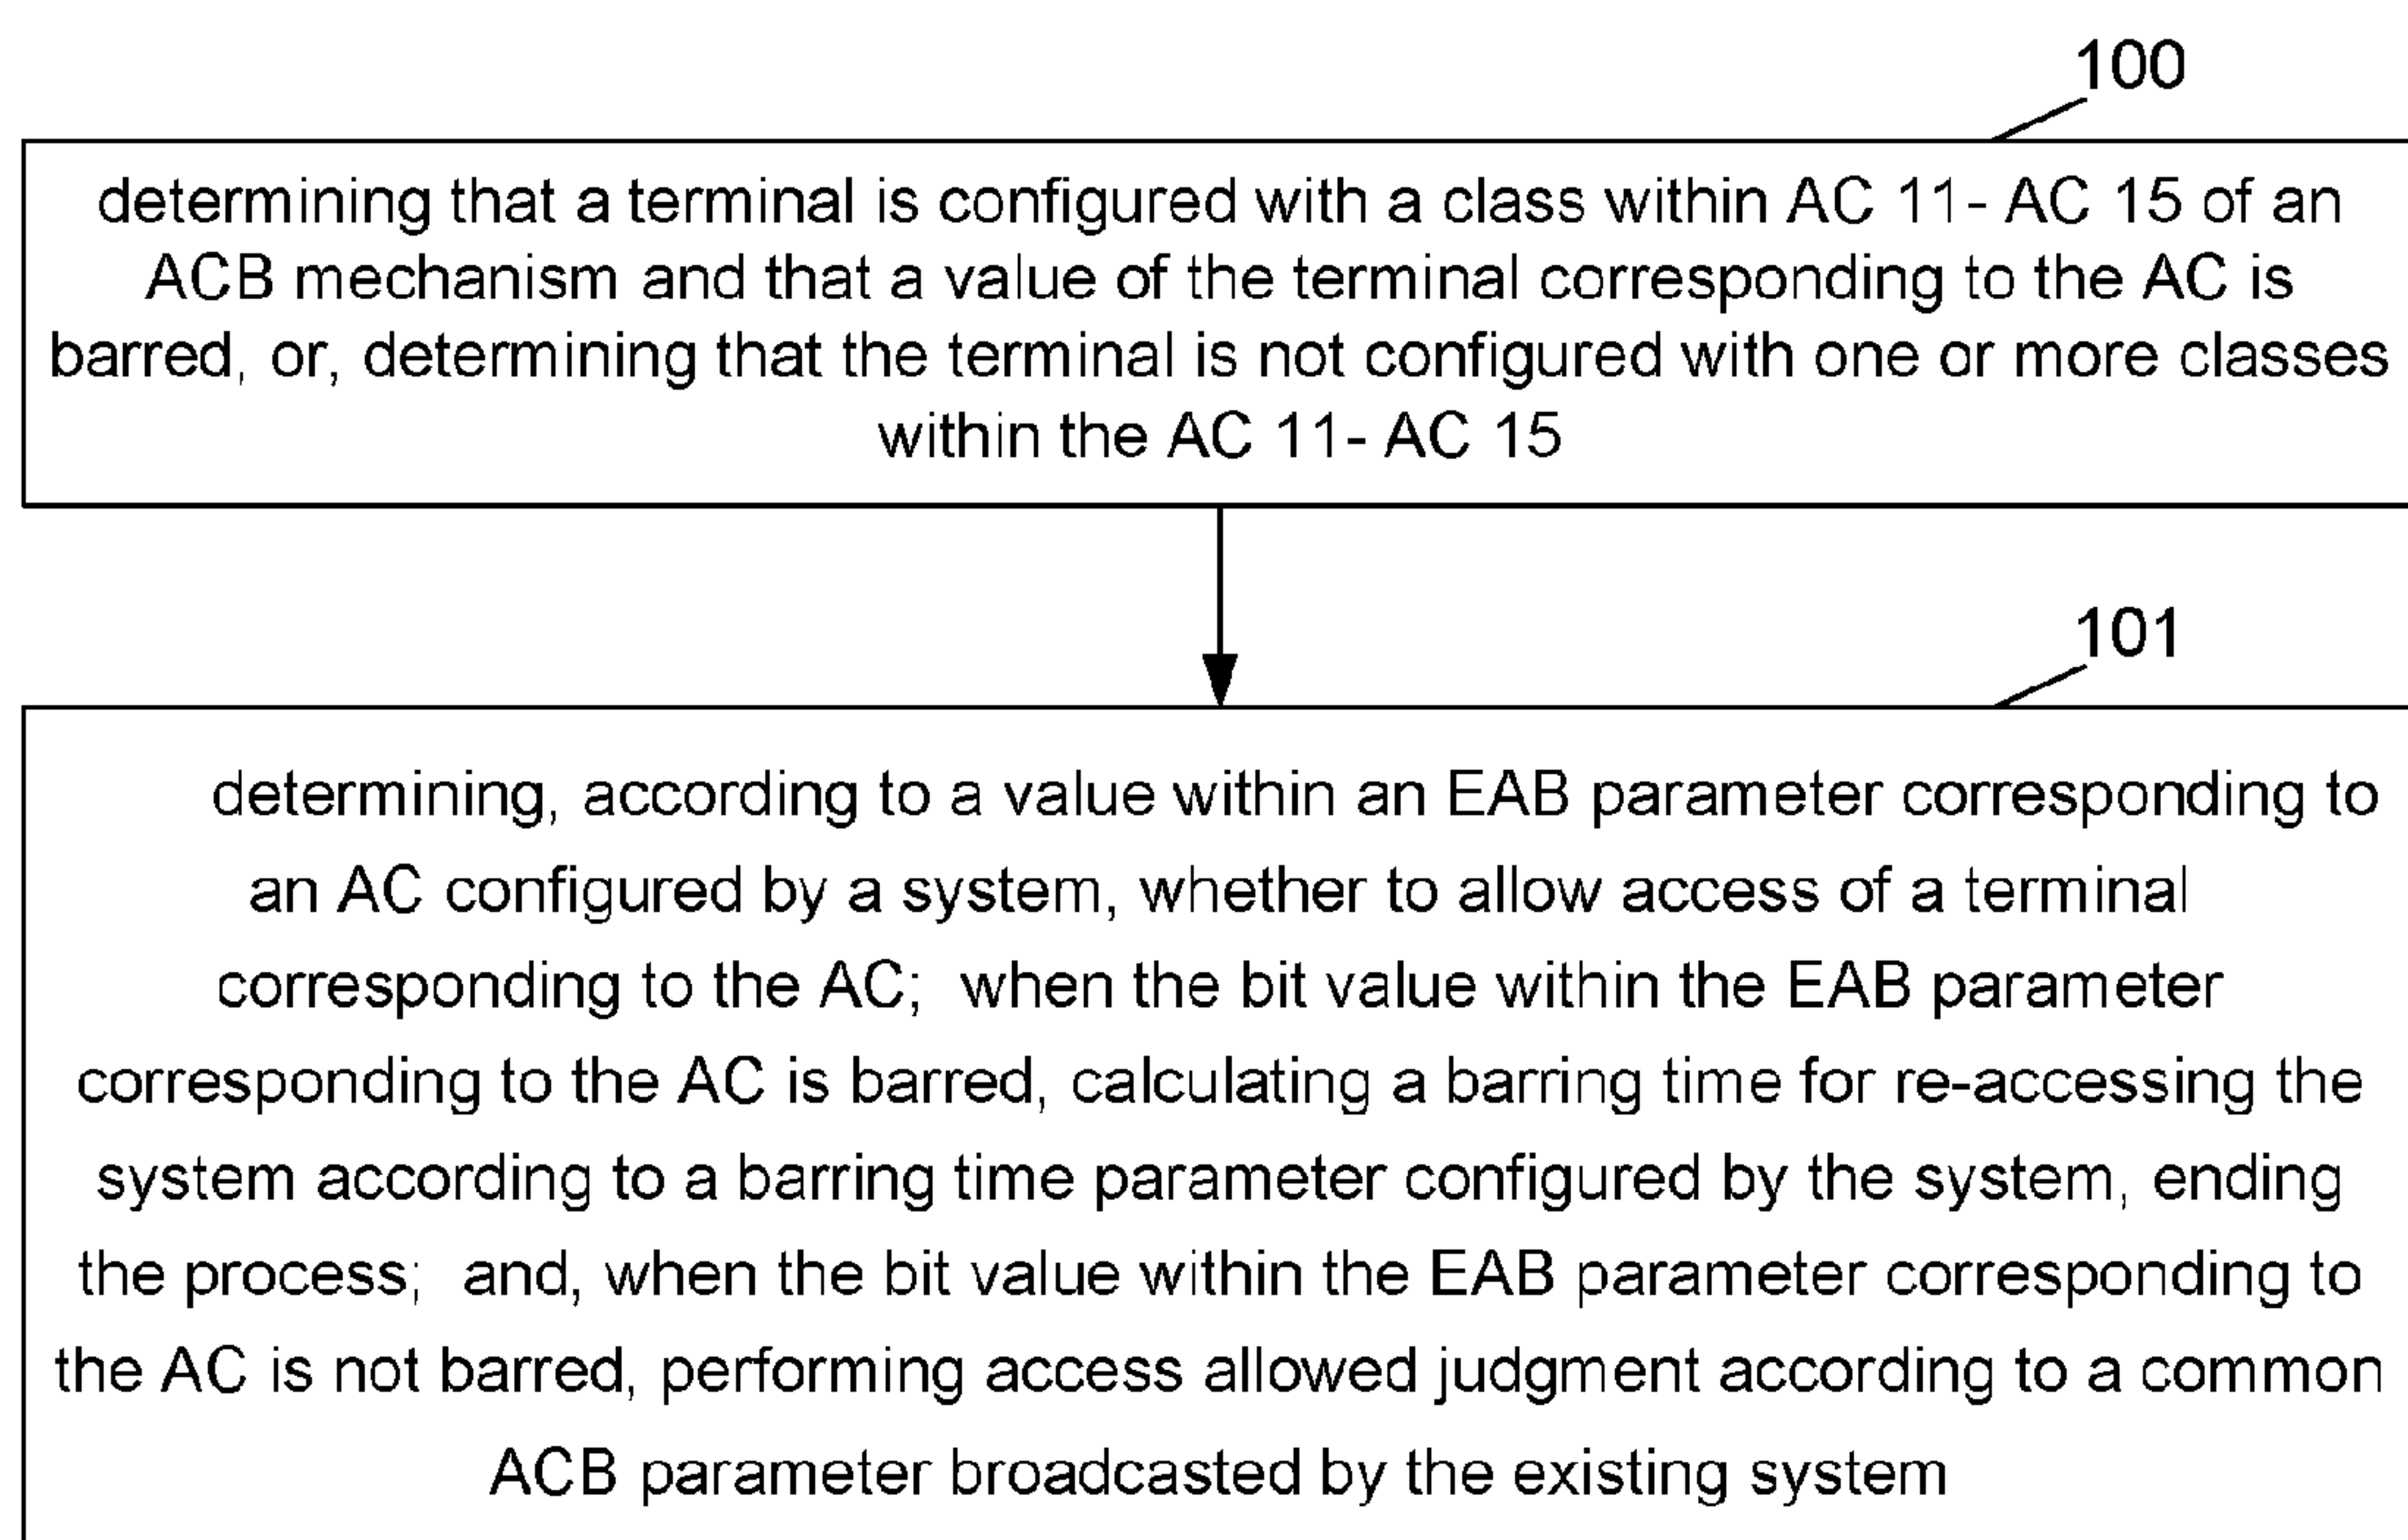 100
determining that a terminal is configured with a class within AC 11- AC 15 of an
ACB mechanism and that a value of the terminal corresponding to the AC is
barred, or, determining that the terminal is not configured with one or more classes
within the AC 11- AC 15
101
determining, according to a value within an EAB parameter corresponding to
an AC configured by a system, whether to allow access of a terminal
corresponding to the AC; when the bit value within the EAB parameter
corresponding to the AC is barred, calculating a barring time for re-accessing the
system according to a barring time parameter configured by the system, ending
the process; and, when the bit value within the EAB parameter corresponding to
the AC is not barred, performing access allowed judgment according to a common
ACB parameter broadcasted by the existing system